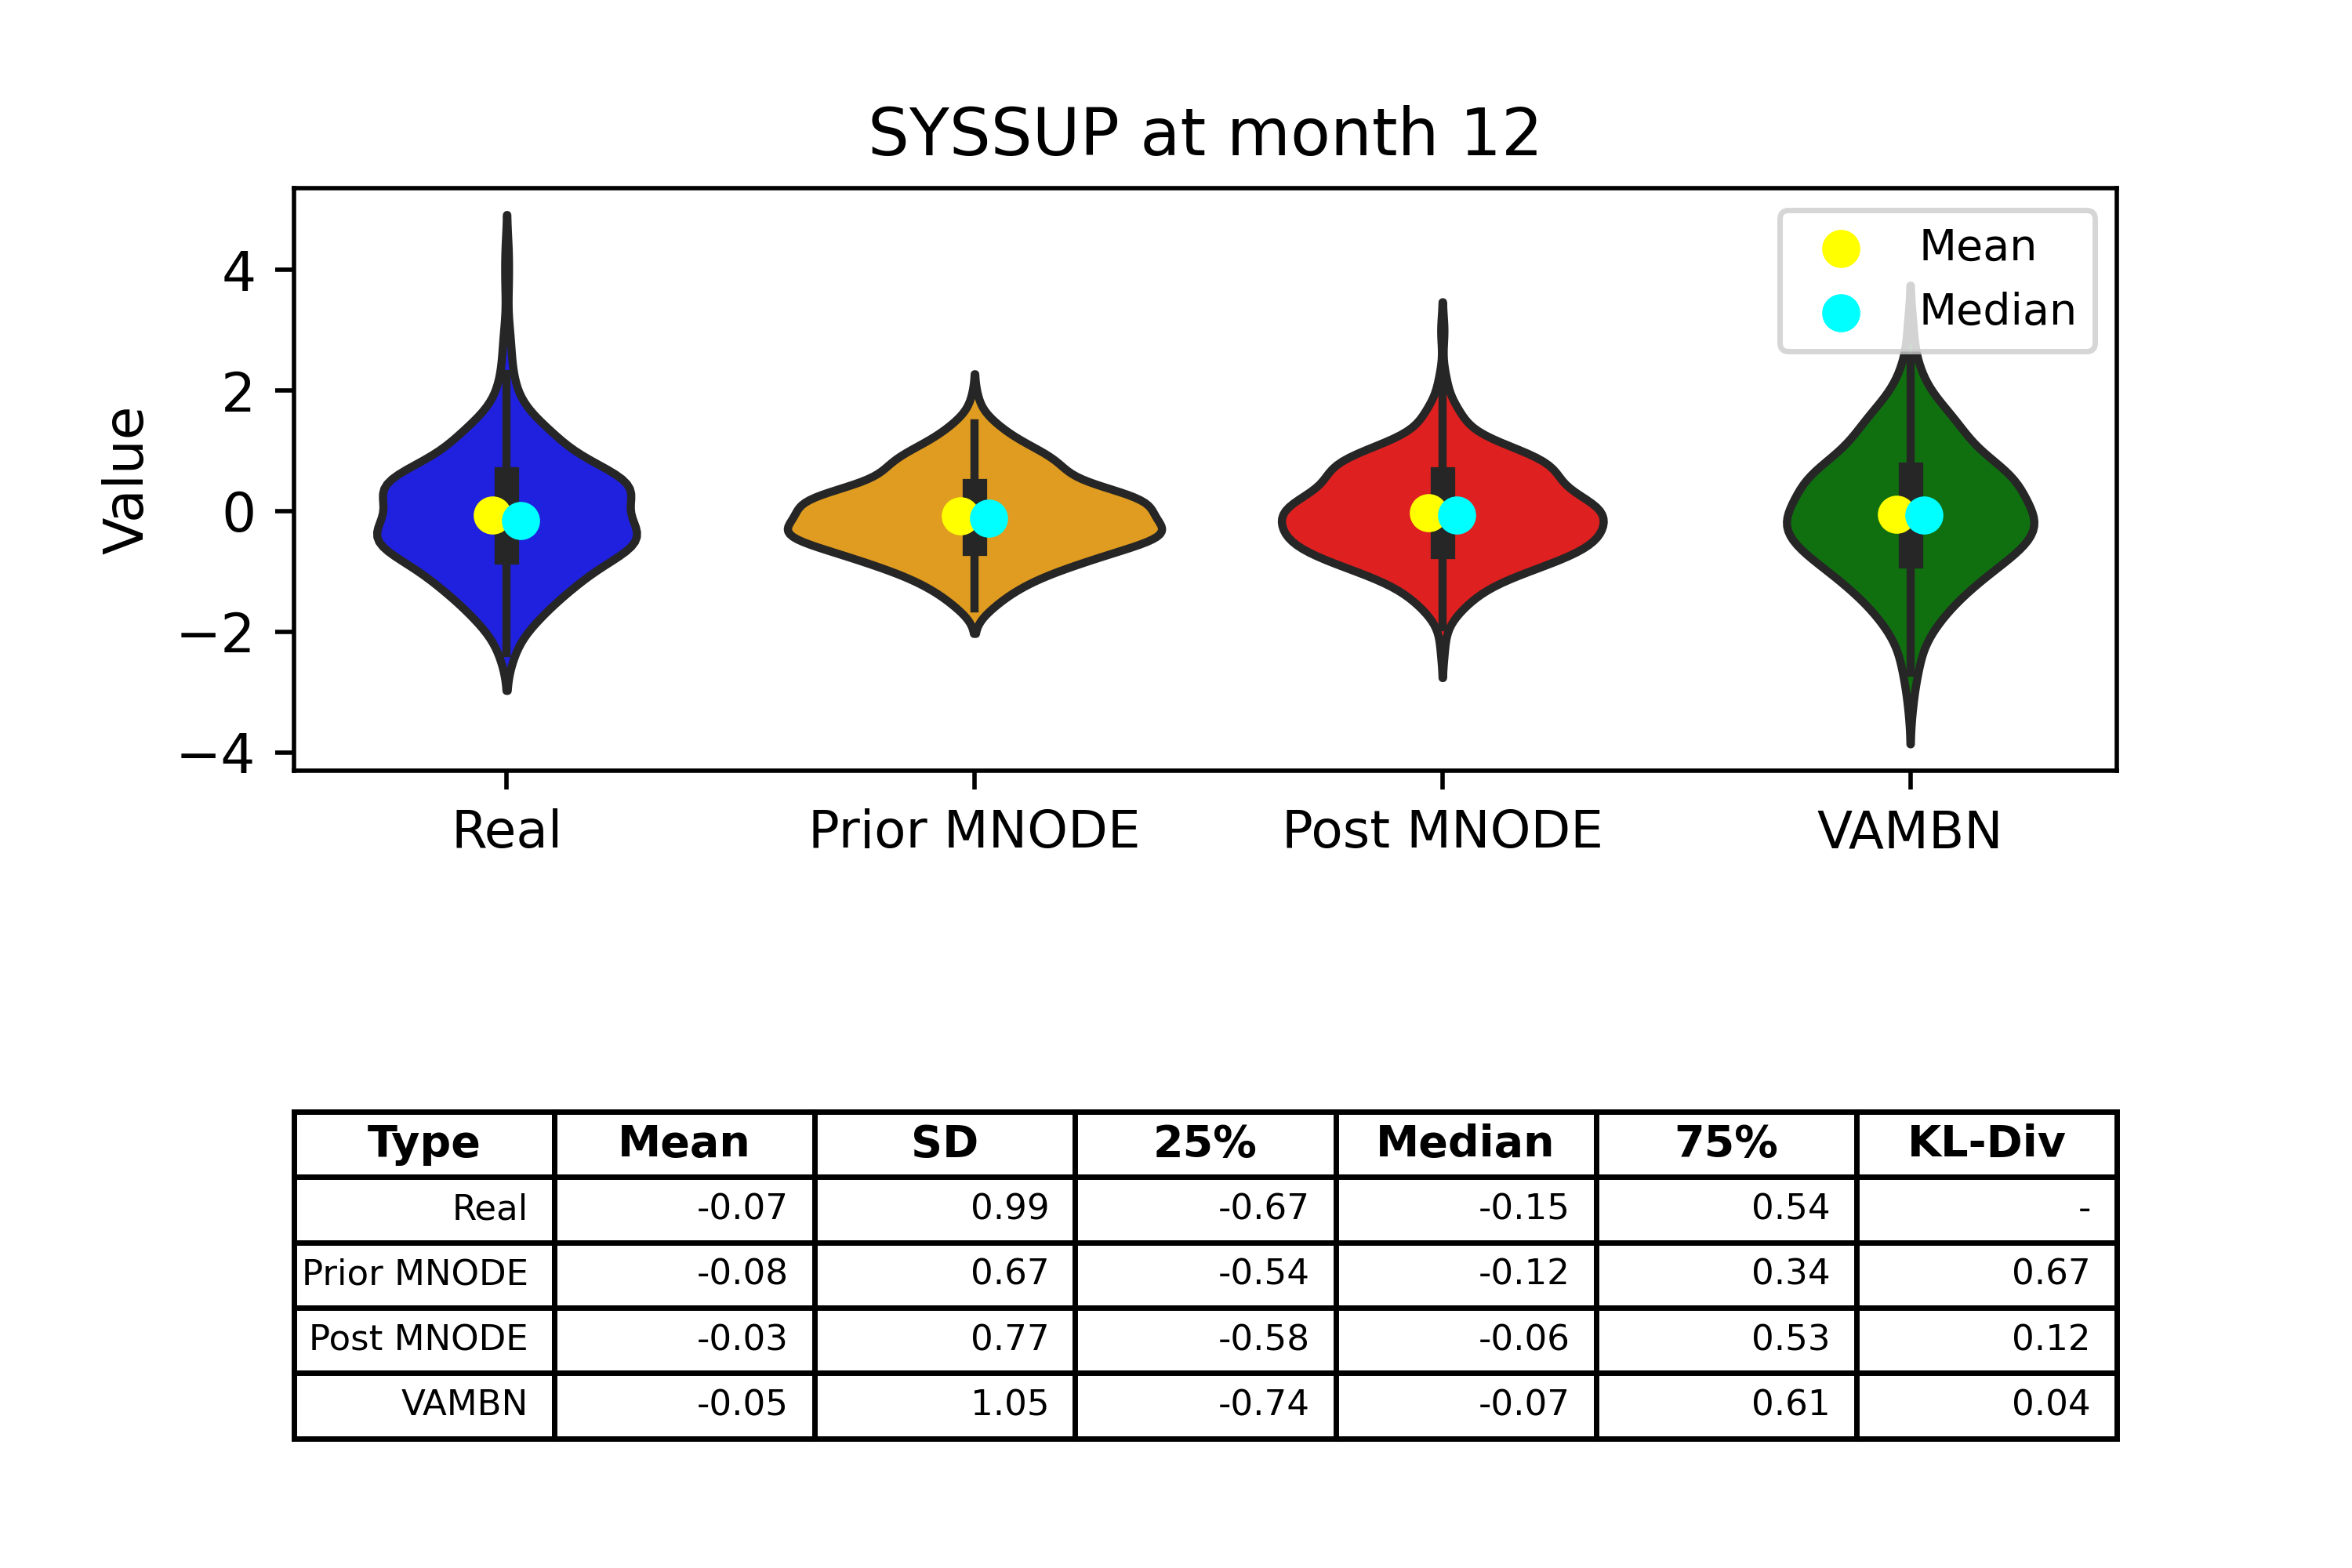 SYSSUP at month 12
Value
4
2
0
−2
−4
Mean
Median
Real Prior MNODE Post MNODE VAMBN
Type Mean SD 25% Median 75% KL-Div
Real -0.07 0.99 -0.67 -0.15 0.54 -
Prior MNODE -0.08 0.67 -0.54 -0.12 0.34 0.67
Post MNODE -0.03 0.77 -0.58 -0.06 0.53 0.12
VAMBN -0.05 1.05 -0.74 -0.07 0.61 0.04